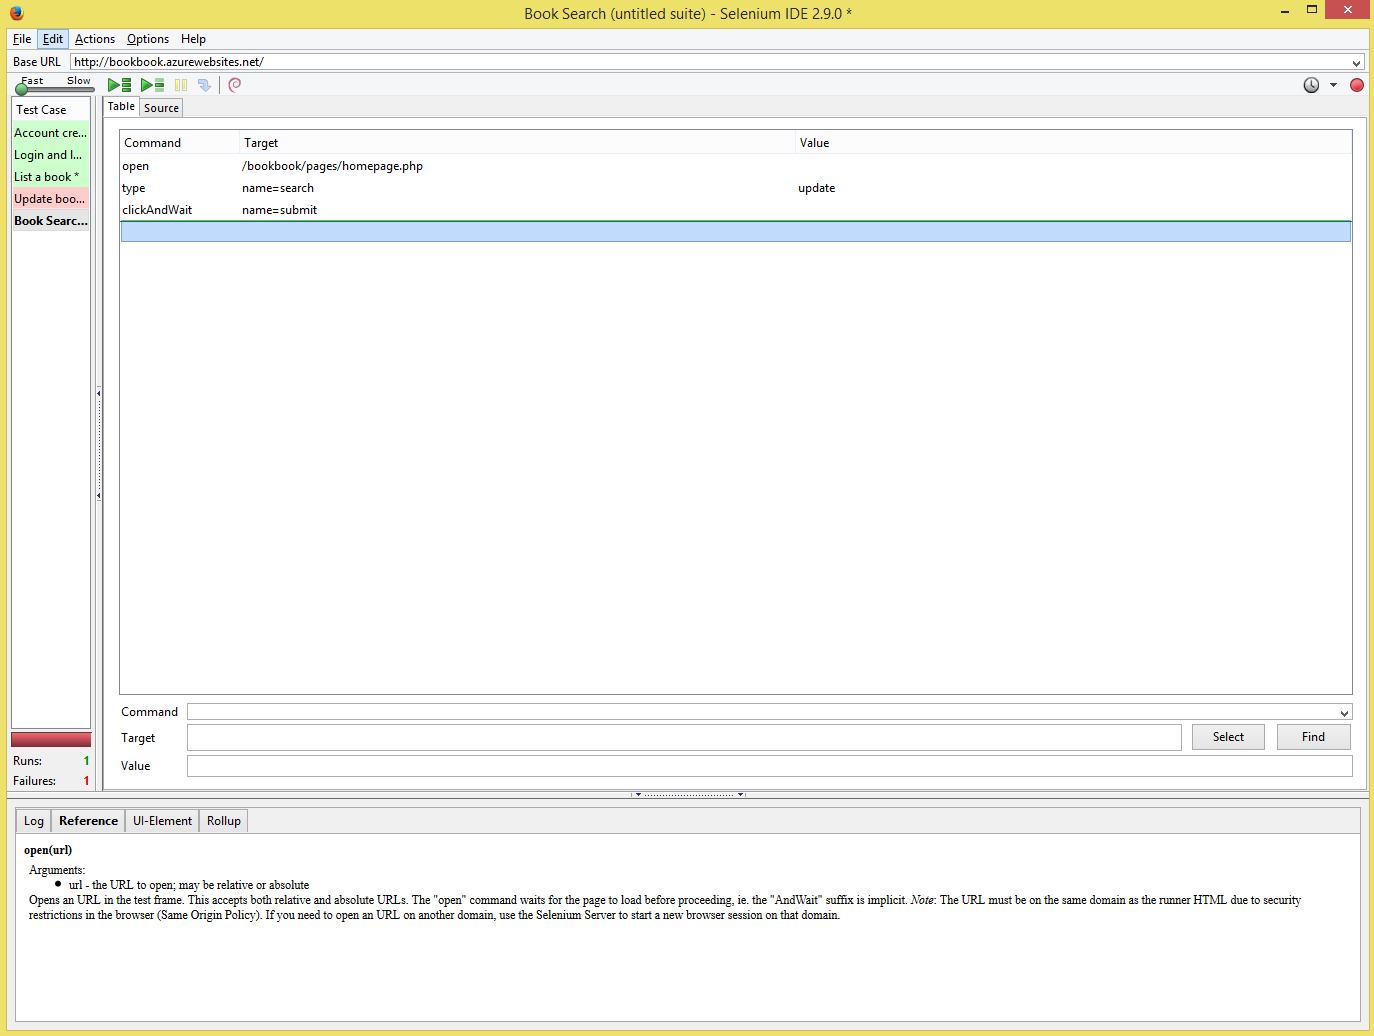 Book Search (untitled suite) - Selenium IDE 2.9.0 *
File Edit Actions Options Help
Base URL http://bookbook.azurewebsites.net/
Fast Slow
Test Case
Account cre...
Login and l...
List a book *
Update boo...
Book Searc...
Runs: 1
Failures: 1
Table Source
Command Target Value
open /bookbook/pages/homepage.php
type name=search update
clickAndWait name=submit
Command
Target Select Find
Value
Log Reference UI-Element Rollup
open(url)
Arguments:
• url - the URL to open; may be relative or absolute
Opens an URL in the test frame. This accepts both relative and absolute URLs. The "open" command waits for the page to load before proceeding, ie. the "AndWait" suffix is implicit. Note: The URL must be on the same domain as the runner HTML due to security
restrictions in the browser (Same Origin Policy). If you need to open an URL on another domain, use the Selenium Server to start a new browser session on that domain.